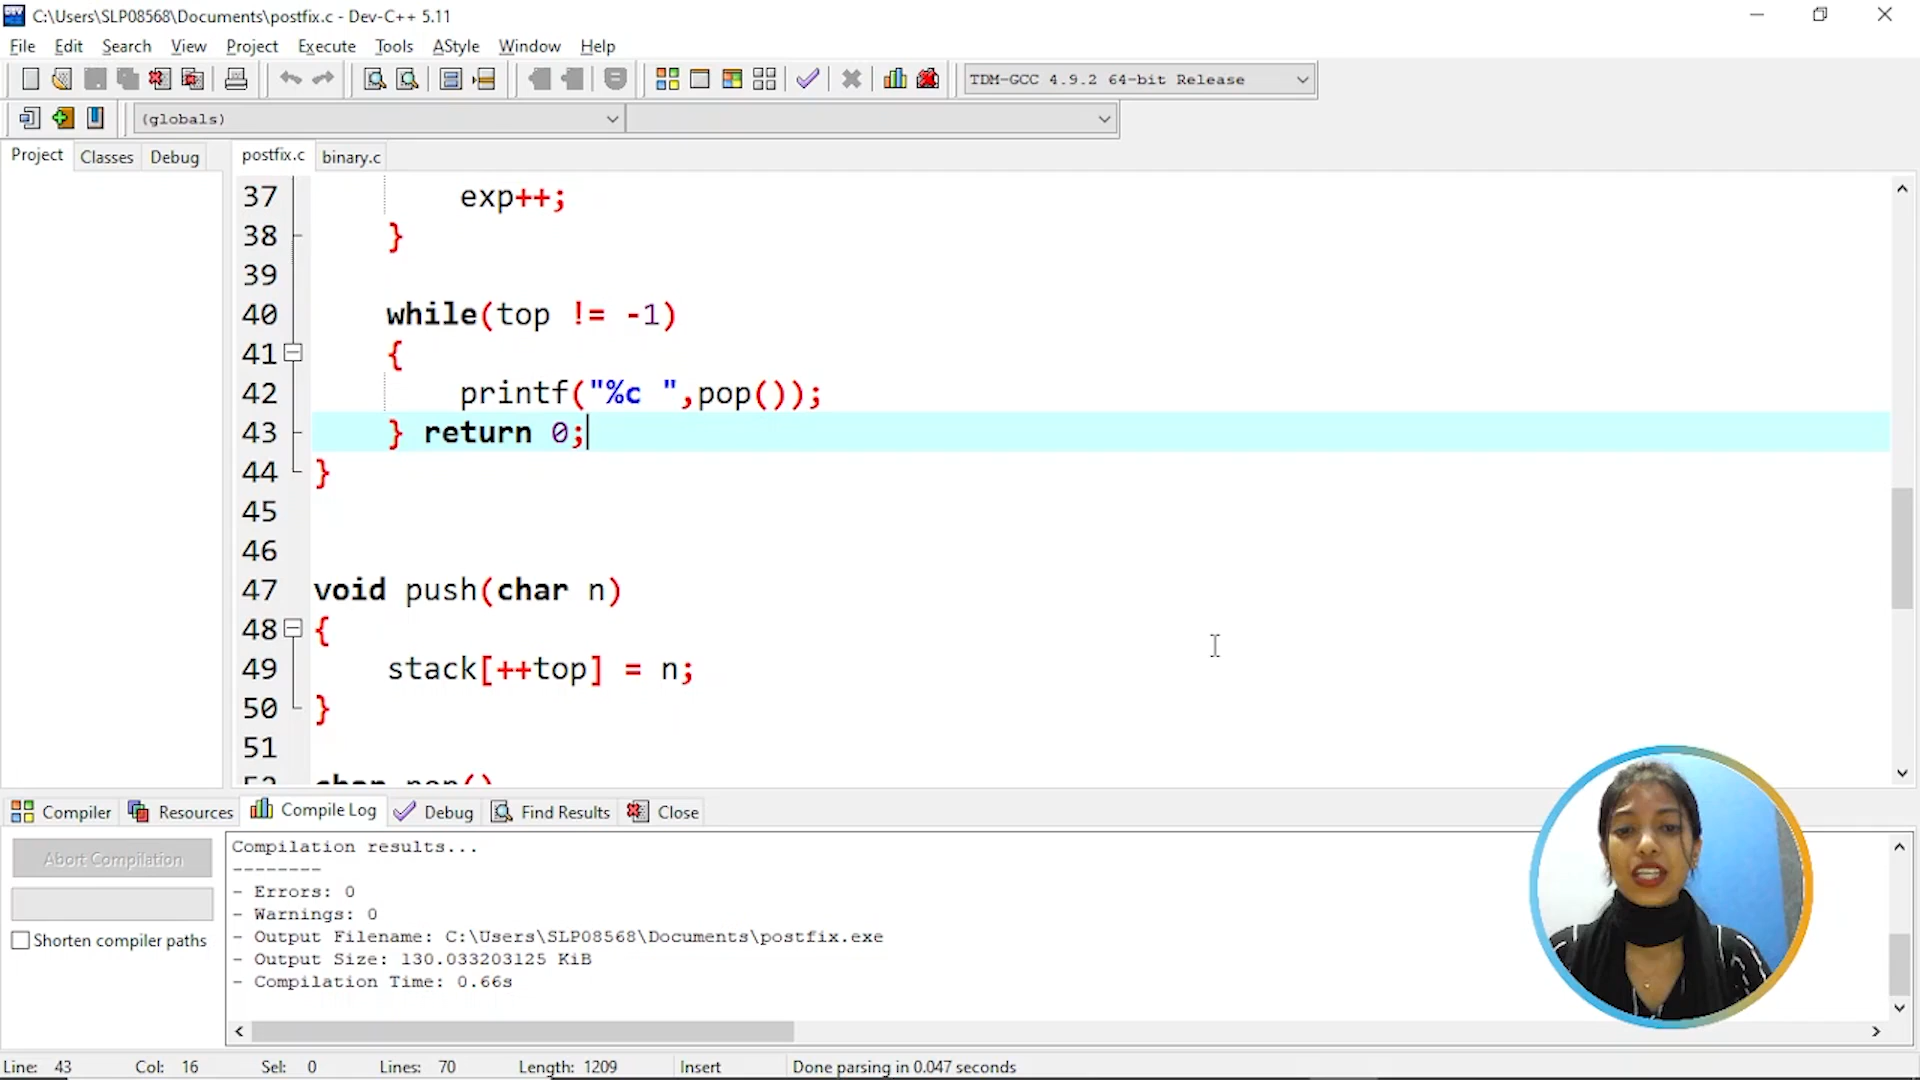 C:\Users\SLP08568\Documents\postfix.c - Dev-C++ 5.11
File Edit Search View Project Execute Tools AStyle Window Help
TDM-GCC 4.9.2 64-bit Release
(globals)
Project Classes Debug
postfix.c binary.c
37 exp++;
38 }
39
40 while(top != -1)
41 {
42 printf("%c ",pop());
43 } return 0;
44 }
45
46
47 void push(char n)
48 {
49 stack[++top] = n;
50 }
51
52 char pop()
Compiler Resources Compile Log Debug Find Results Close
Abort Compilation
Shorten compiler paths
Compilation results...
--------
- Errors: 0
- Warnings: 0
- Output Filename: C:\Users\SLP08568\Documents\postfix.exe
- Output Size: 130.033203125 KiB
- Compilation Time: 0.66s
Line: 43 Col: 16 Sel: 0 Lines: 70 Length: 1209 Insert Done parsing in 0.047 seconds